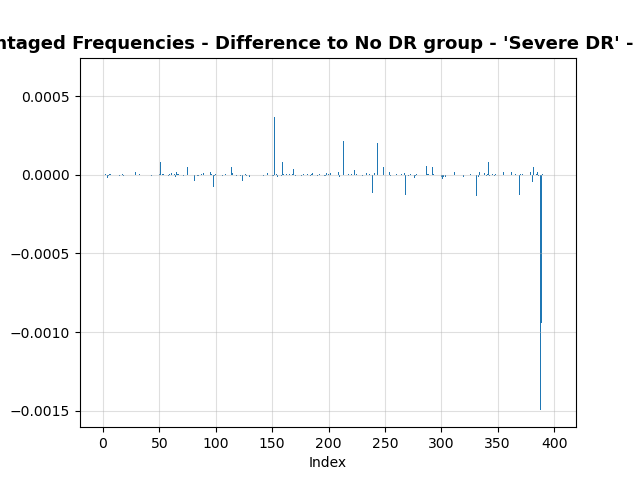 ntaged Frequencies - Difference to No DR group - 'Severe DR' -
0.0005
0.0000
−0.0005
−0.0010
−0.0015
0 50 100 150 200 250 300 350 400
Index